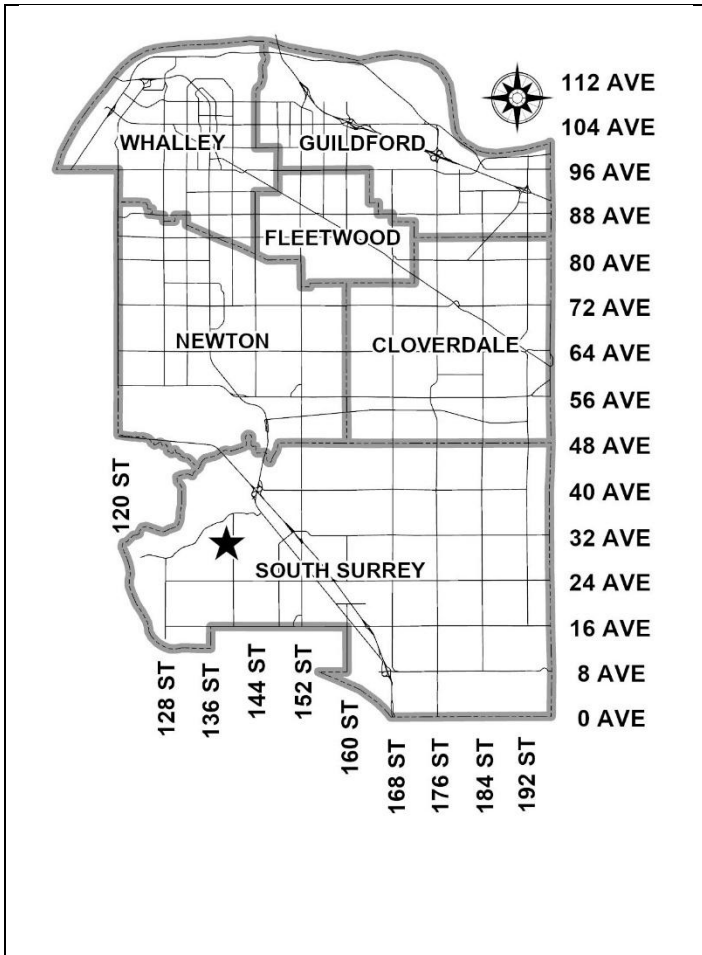 112 AVE
104 AVE
WHALLEY
GUILDFORD
96 AVE
88 AVE
FLEETWOOD
80 AVE
72 AVE
NEWTON
CLOVERDALE
64 AVE
56 AVE
48 AVE
120 ST
40 AVE
32 AVE
SOUTH SURREY
24 AVE
16 AVE
8 AVE
0 AVE
128 ST
136 ST
144 ST
152 ST
160 ST
168 ST
176 ST
184 ST
192 ST